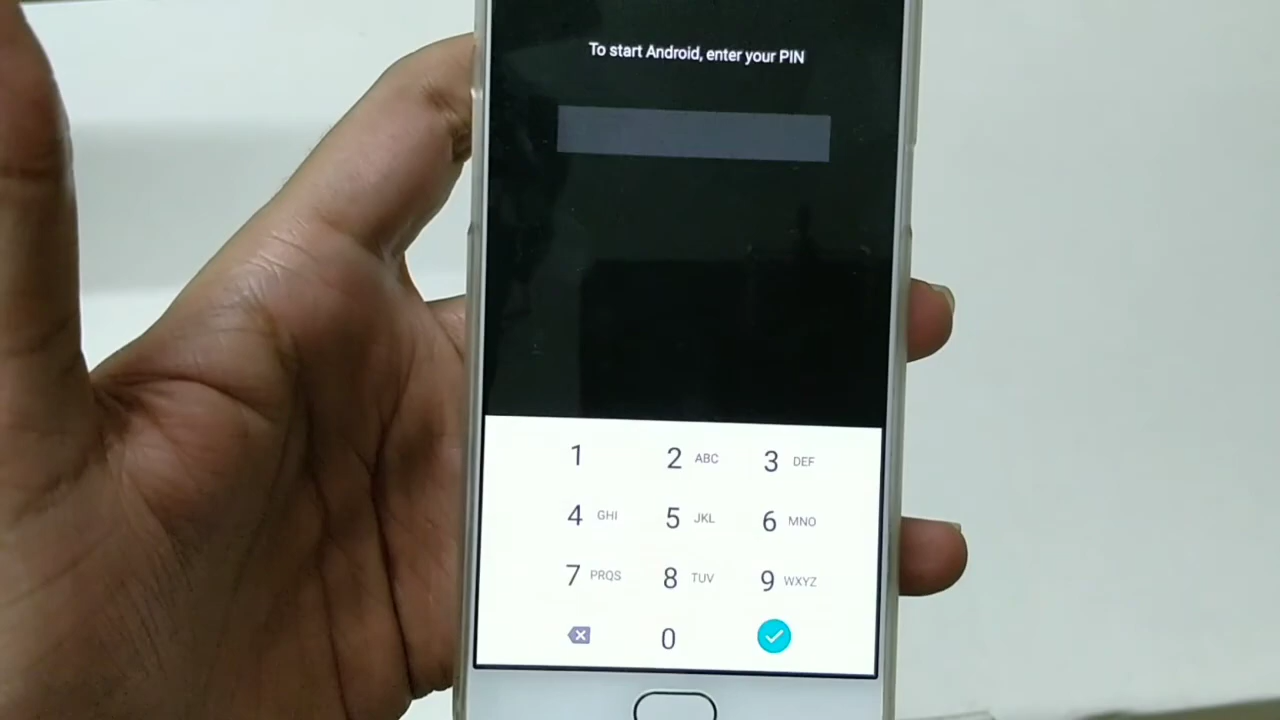 To start Android, enter your PIN
1 2 ABC 3 DEF
4 GHI 5 JKL 6 MNO
7 PRQS 8 TUV 9 WXYZ
0